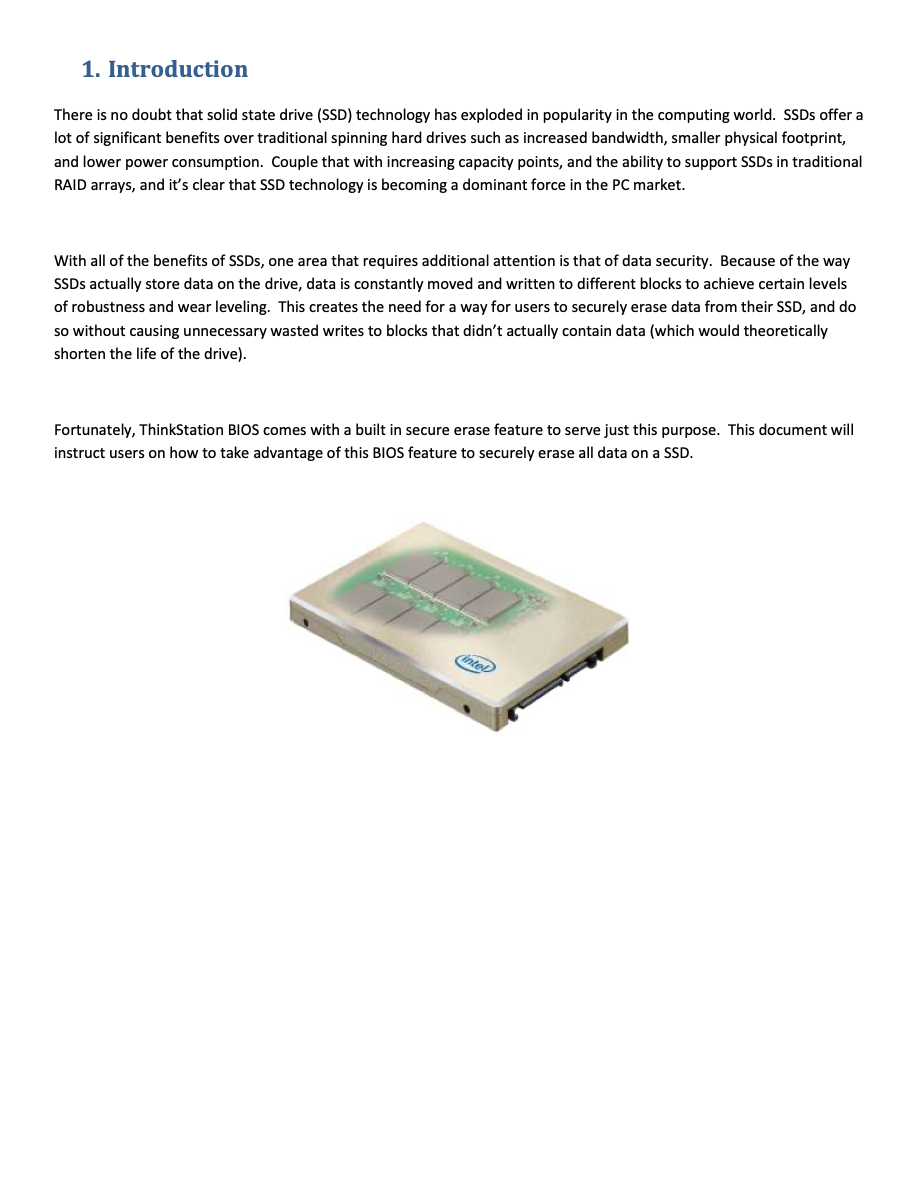 1. Introduction
There is no doubt that solid state drive (SSD) technology has exploded in popularity in the computing world.  SSDs offer a
lot of significant benefits over traditional spinning hard drives such as increased bandwidth, smaller physical footprint,
and lower power consumption.  Couple that with increasing capacity points, and the ability to support SSDs in traditional
RAID arrays, and it’s clear that SSD technology is becoming a dominant force in the PC market.
With all of the benefits of SSDs, one area that requires additional attention is that of data security.  Because of the way
SSDs actually store data on the drive, data is constantly moved and written to different blocks to achieve certain levels
of robustness and wear leveling.  This creates the need for a way for users to securely erase data from their SSD, and do
so without causing unnecessary wasted writes to blocks that didn’t actually contain data (which would theoretically
shorten the life of the drive).
Fortunately, ThinkStation BIOS comes with a built in secure erase feature to serve just this purpose.  This document will
instruct users on how to take advantage of this BIOS feature to securely erase all data on a SSD.
intel